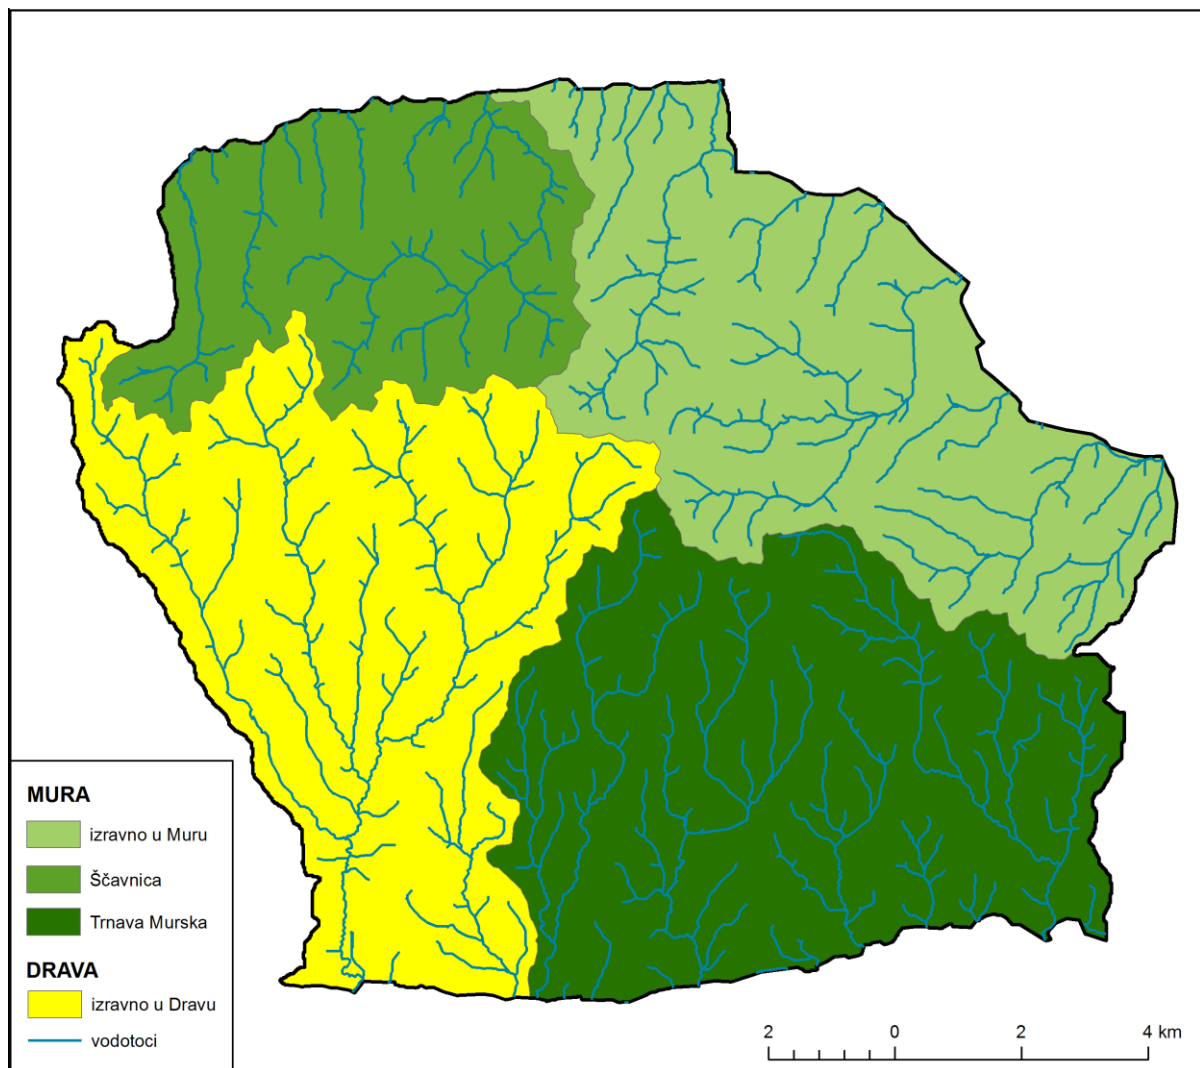 MURA
izravno u Muru
Ščavnica
Trnava Murska
DRAVA
izravno u Dravu
vodotoci
2 0 2 4 km